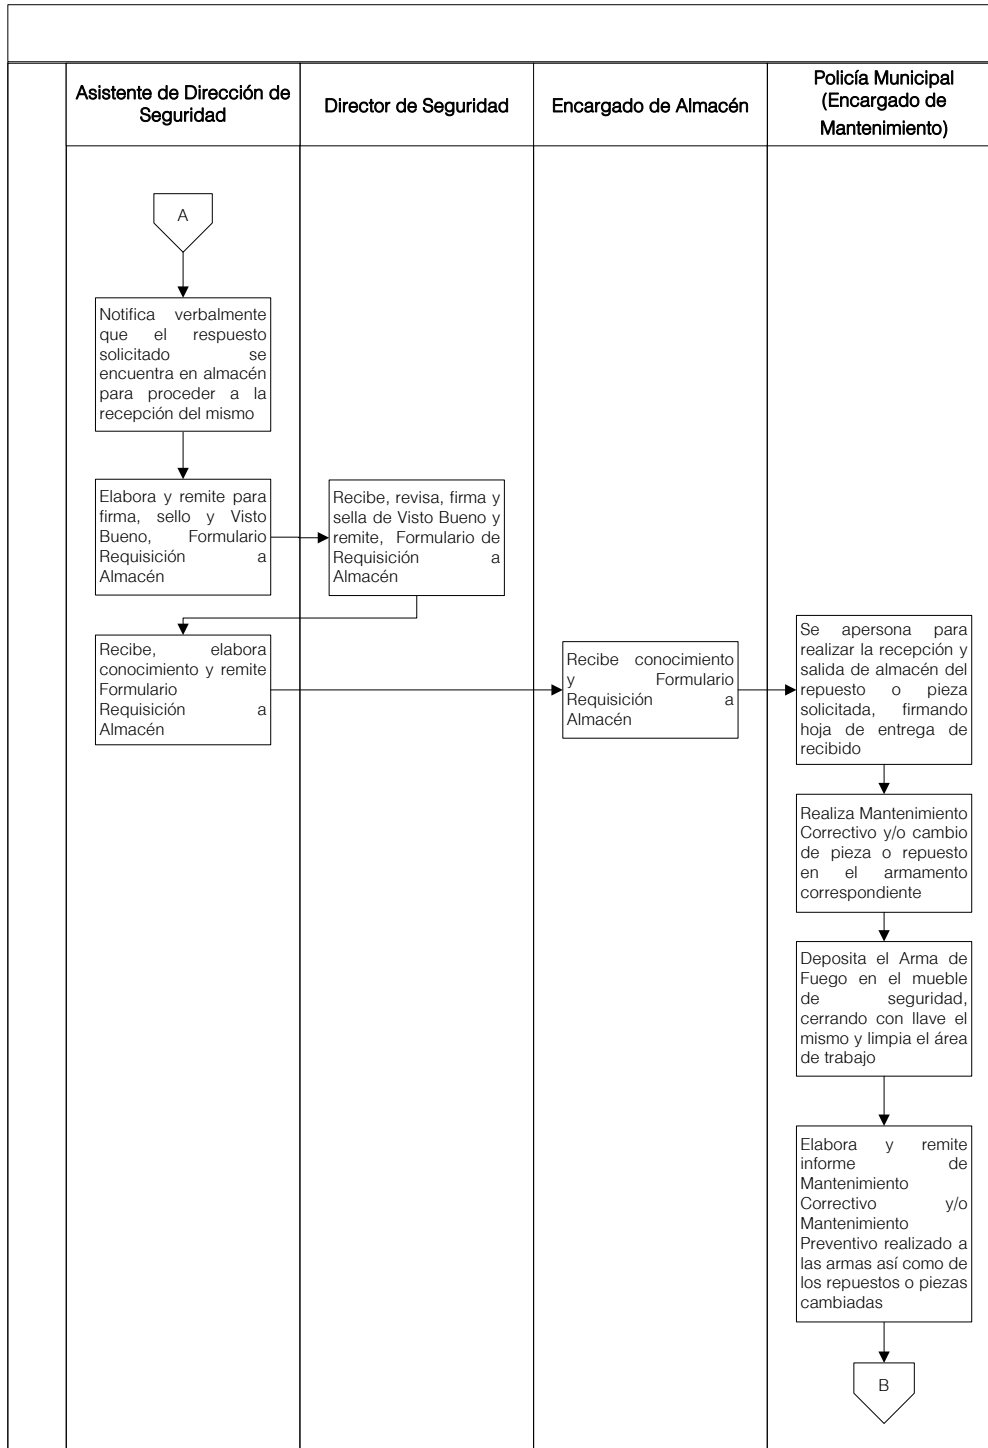 Asistente de Dirección de
Seguridad
Director de Seguridad
Encargado de Almacén
Policía Municipal
(Encargado de
Mantenimiento)
A
Notifica verbalmente
que el respuesto
solicitado se
encuentra en almacén
para proceder a la
recepción del mismo
Elabora y remite para
firma, sello y Visto
Bueno, Formulario
Requisición a
Almacén
Recibe, revisa, firma y
sella de Visto Bueno y
remite, Formulario de
Requisición a
Almacén
Recibe, elabora
conocimiento y remite
Formulario
Requisición a
Almacén
Recibe conocimiento
y Formulario
Requisición a
Almacén
Se apersona para
realizar la recepción y
salida de almacén del
repuesto o pieza
solicitada, firmando
hoja de entrega de
recibido
Realiza Mantenimiento
Correctivo y/o cambio
de pieza o repuesto
en el armamento
correspondiente
Deposita el Arma de
Fuego en el mueble
de seguridad,
cerrando con llave el
mismo y limpia el área
de trabajo
Elabora y remite
informe de
Mantenimiento
Correctivo y/o
Mantenimiento
Preventivo realizado a
las armas así como de
los repuestos o piezas
cambiadas
B